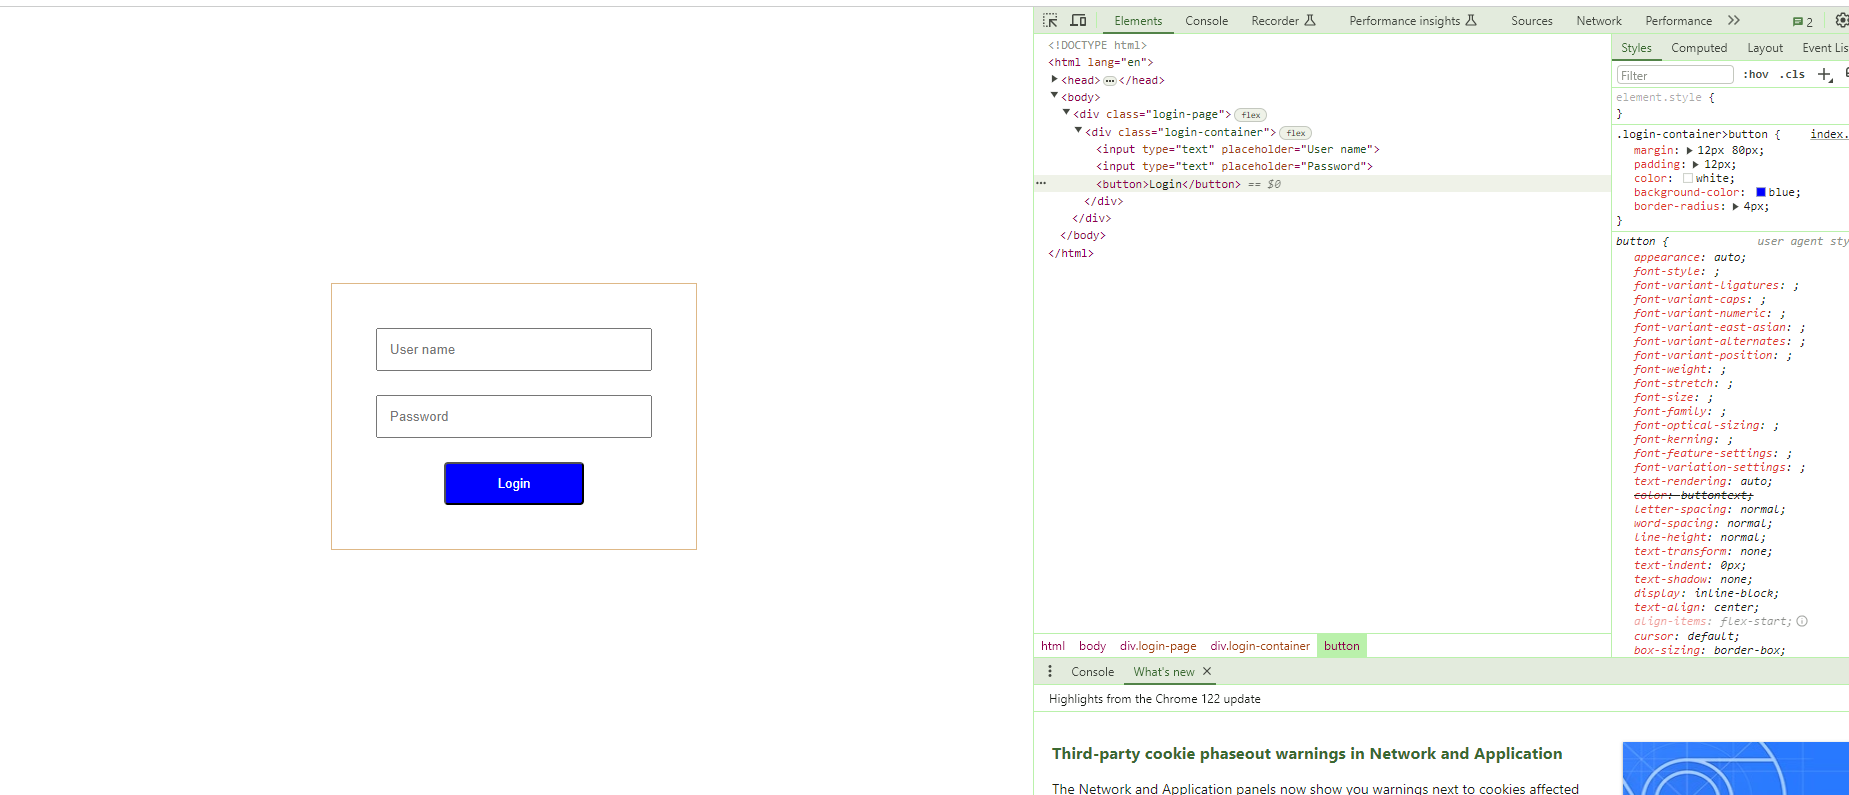 User name
Password
Login
Elements Console Recorder Performance insights Sources Network Performance 2
<!DOCTYPE html>
<html lang="en">
<head> ••• </head>
<body>
<div class="login-page"> flex
<div class="login-container"> flex
<input type="text" placeholder="User name">
<input type="text" placeholder="Password">
••• <button>Login</button> == $0
</div>
</div>
</body>
</html>
html body div.login-page div.login-container button
Styles Computed Layout Event Lis
Filter :hov .cls
element.style {
}
.login-container>button { index.
margin: 12px 80px;
padding: 12px;
color: white;
background-color: blue;
border-radius: 4px;
}
button { user agent sty
appearance: auto;
font-style: ;
font-variant-ligatures: ;
font-variant-caps: ;
font-variant-numeric: ;
font-variant-east-asian: ;
font-variant-alternates: ;
font-variant-position: ;
font-weight: ;
font-stretch: ;
font-size: ;
font-family: ;
font-optical-sizing: ;
font-kerning: ;
font-feature-settings: ;
font-variation-settings: ;
text-rendering: auto;
color: buttontext;
letter-spacing: normal;
word-spacing: normal;
line-height: normal;
text-transform: none;
text-indent: 0px;
text-shadow: none;
display: inline-block;
text-align: center;
align-items: flex-start;
cursor: default;
box-sizing: border-box;
Console What's new
Highlights from the Chrome 122 update
Third-party cookie phaseout warnings in Network and Application
The Network and Application panels now show you warnings next to cookies affected